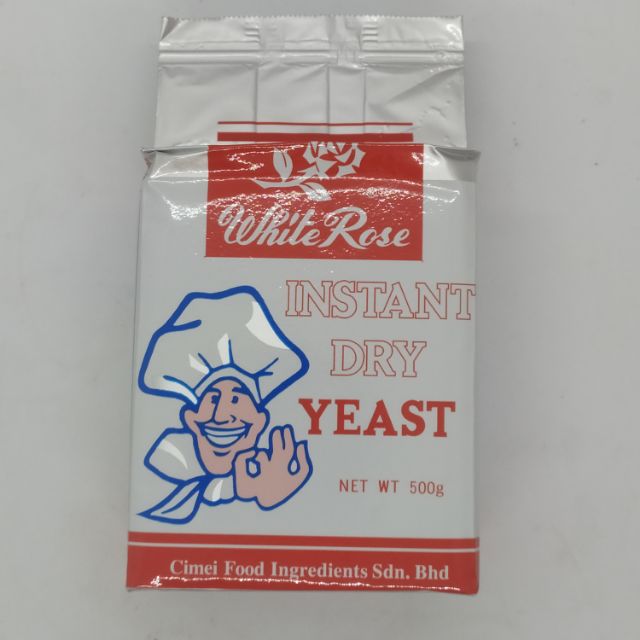 White Rose
INSTANT
DRY
YEAST
NET WT 500g
Cimei Food Ingredients Sdn. Bhd